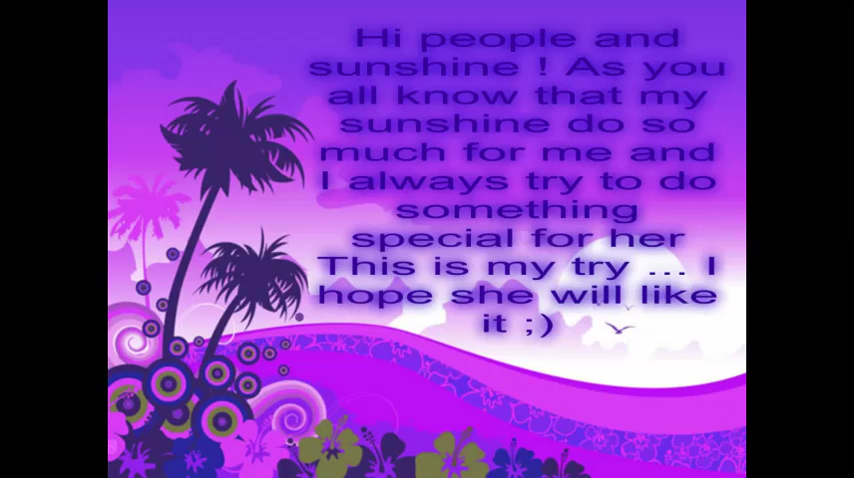 Hi people and
sunshine ! As you
all know that my
sunshine do so
much for me and
I always try to do
something
special for her
This is my try ... I
hope she will like
it ;)